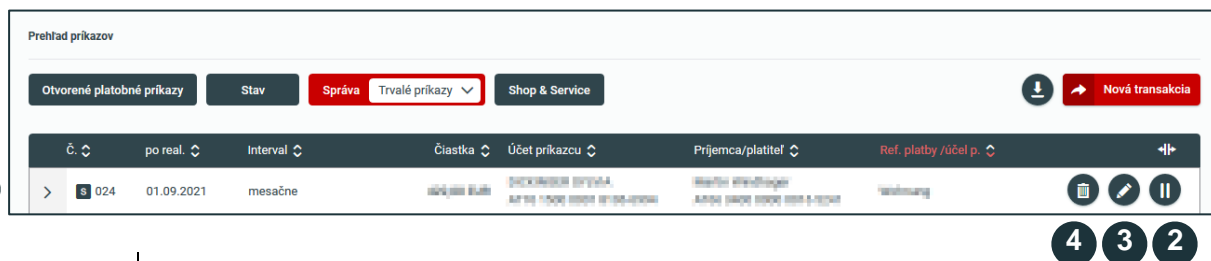 Prehľad príkazov
Otvorené platobné príkazy Stav Správa Trvalé príkazy Shop & Service Nová transakcia
Č. po real. Interval Čiastka Účet príkazcu Príjemca/platiteľ Ref. platby /účel p.
S 024 01.09.2021 mesačne
4 3 2